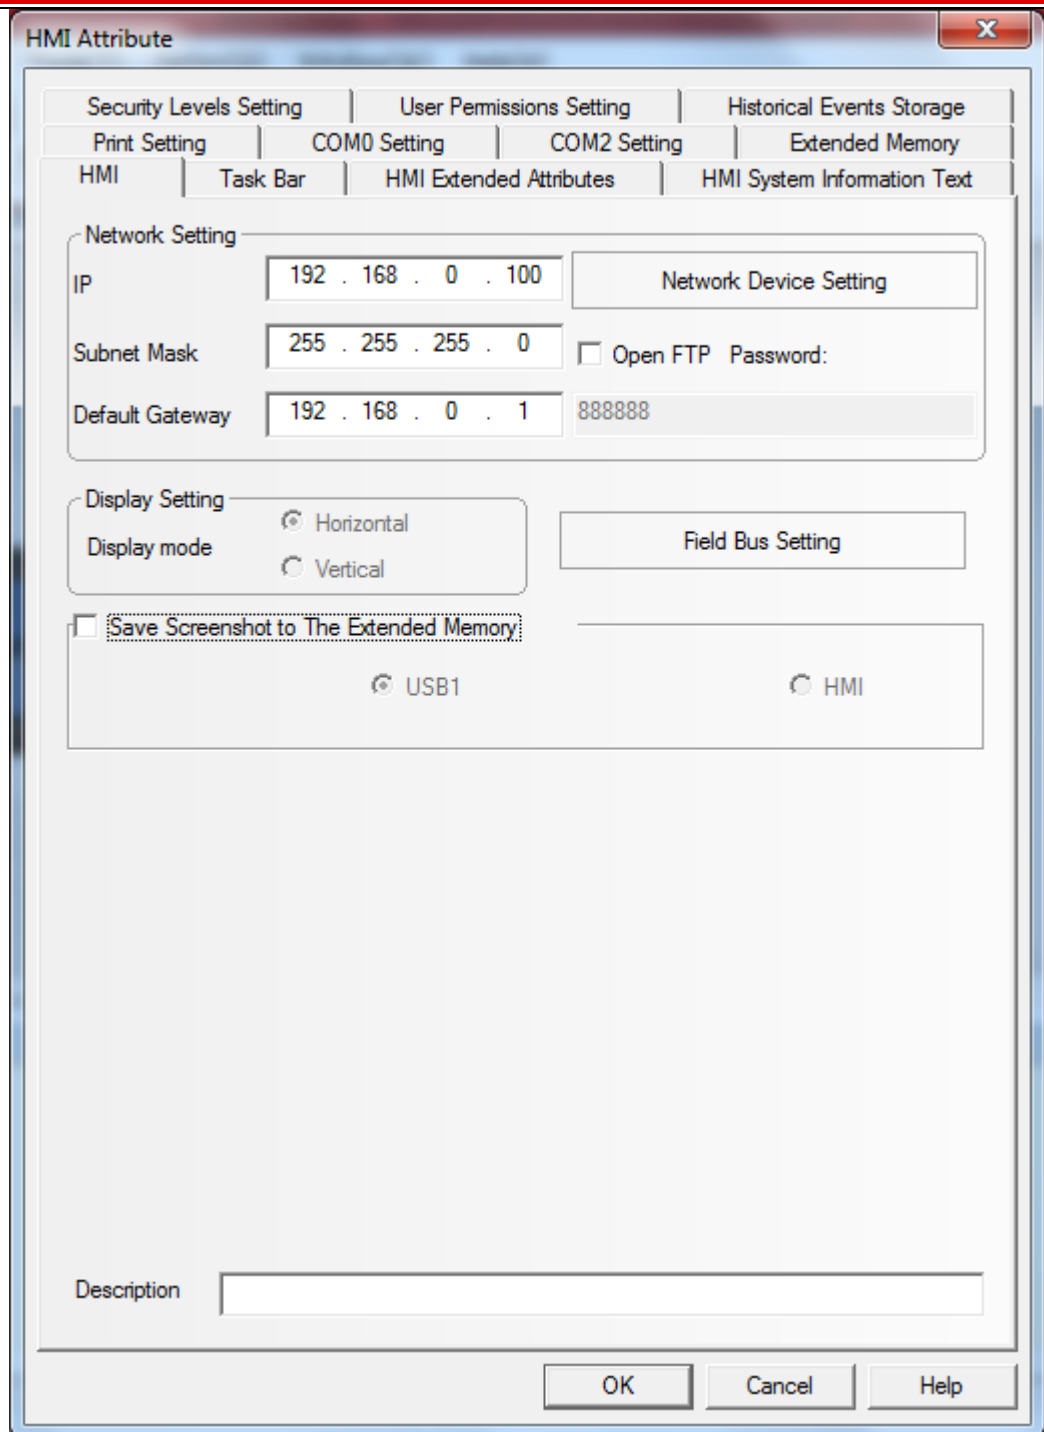 HMI Attribute
X
Security Levels Setting User Permissions Setting Historical Events Storage
Print Setting COM0 Setting COM2 Setting Extended Memory
HMI Task Bar HMI Extended Attributes HMI System Information Text
Network Setting
IP 192 . 168 . 0 . 100 Network Device Setting
Subnet Mask 255 . 255 . 255 . 0 Open FTP Password:
Default Gateway 192 . 168 . 0 . 1 888888
Display Setting
Display mode Horizontal
Vertical
Field Bus Setting
Save Screenshot to The Extended Memory
USB1 HMI
Description
OK Cancel Help